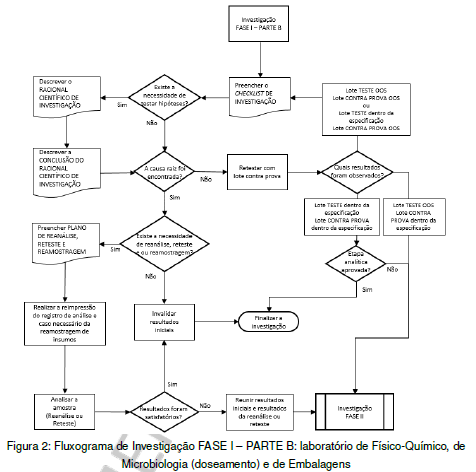 Investigação
FASE I – PARTE B
Descrever o
RACIONAL
CIENTÍFICO DE
INVESTIGAÇÃO
Sim
Existe a
necessidade de
testar hipóteses?
Não
Preencher o
CHECKLIST DE
INVESTIGAÇÃO
Lote TESTE OOS
Lote CONTRA PROVA OOS
ou
Lote TESTE dentro da
especificação
Lote CONTRA PROVA OOS
Descrever a
CONCLUSÃO DO
RACIONAL
CIENTÍFICO DE
INVESTIGAÇÃO
A causa raiz foi
encontrada?
Não
Sim
Retestar com
lote contra prova
Quais resultados
foram observados?
Lote TESTE dentro da
especificação
Lote CONTRA PROVA
dentro da especificação
Lote TESTE OOS
Lote CONTRA
PROVA dentro da
especificação
Preencher PLANO
DE REANÁLISE,
RETESTE E
REAMOSTRAGEM
Sim
Existe a necessidade
de reanálise, reteste
e ou reamostragem?
Não
Etapa
analítica
aprovada?
Não
Sim
Realizar a reimpressão
do registro de análise e
caso necessário da
reamostragem de
insumos
Invalidar
resultados
iniciais
Finalizar a
investigação
Sim
Analisar a
amostra
(Reanálise ou
Reteste)
Resultados foram
satisfatórios?
Não
Reunir resultados
iniciais e resultados
da reanálise ou
reteste
Investigação
FASE II
Figura 2: Fluxograma de Investigação FASE I – PARTE B: laboratório de Físico-Químico, de
Microbiologia (doseamento) e de Embalagens